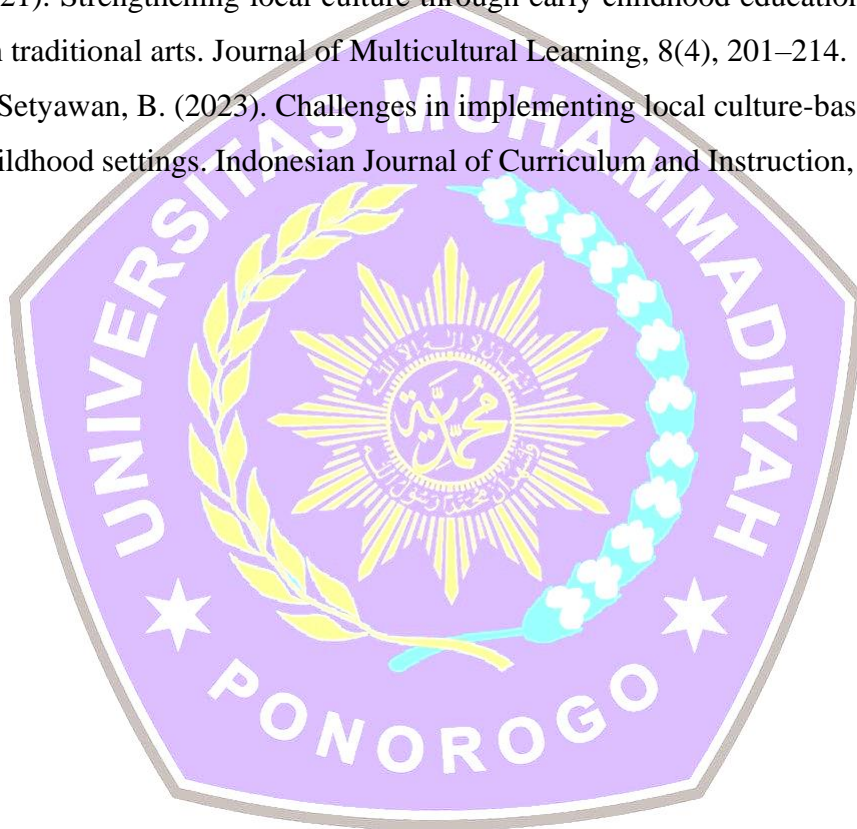 21). Strengthening local culture through early childhood education
traditional arts. Journal of Multicultural Learning, 8(4), 201–214.
Setyawan, B. (2023). Challenges in implementing local culture-bas
ildhood settings. Indonesian Journal of Curriculum and Instruction,
UNIVERSITAS MUHAMMADIYAH
محمدية
PONOROGO